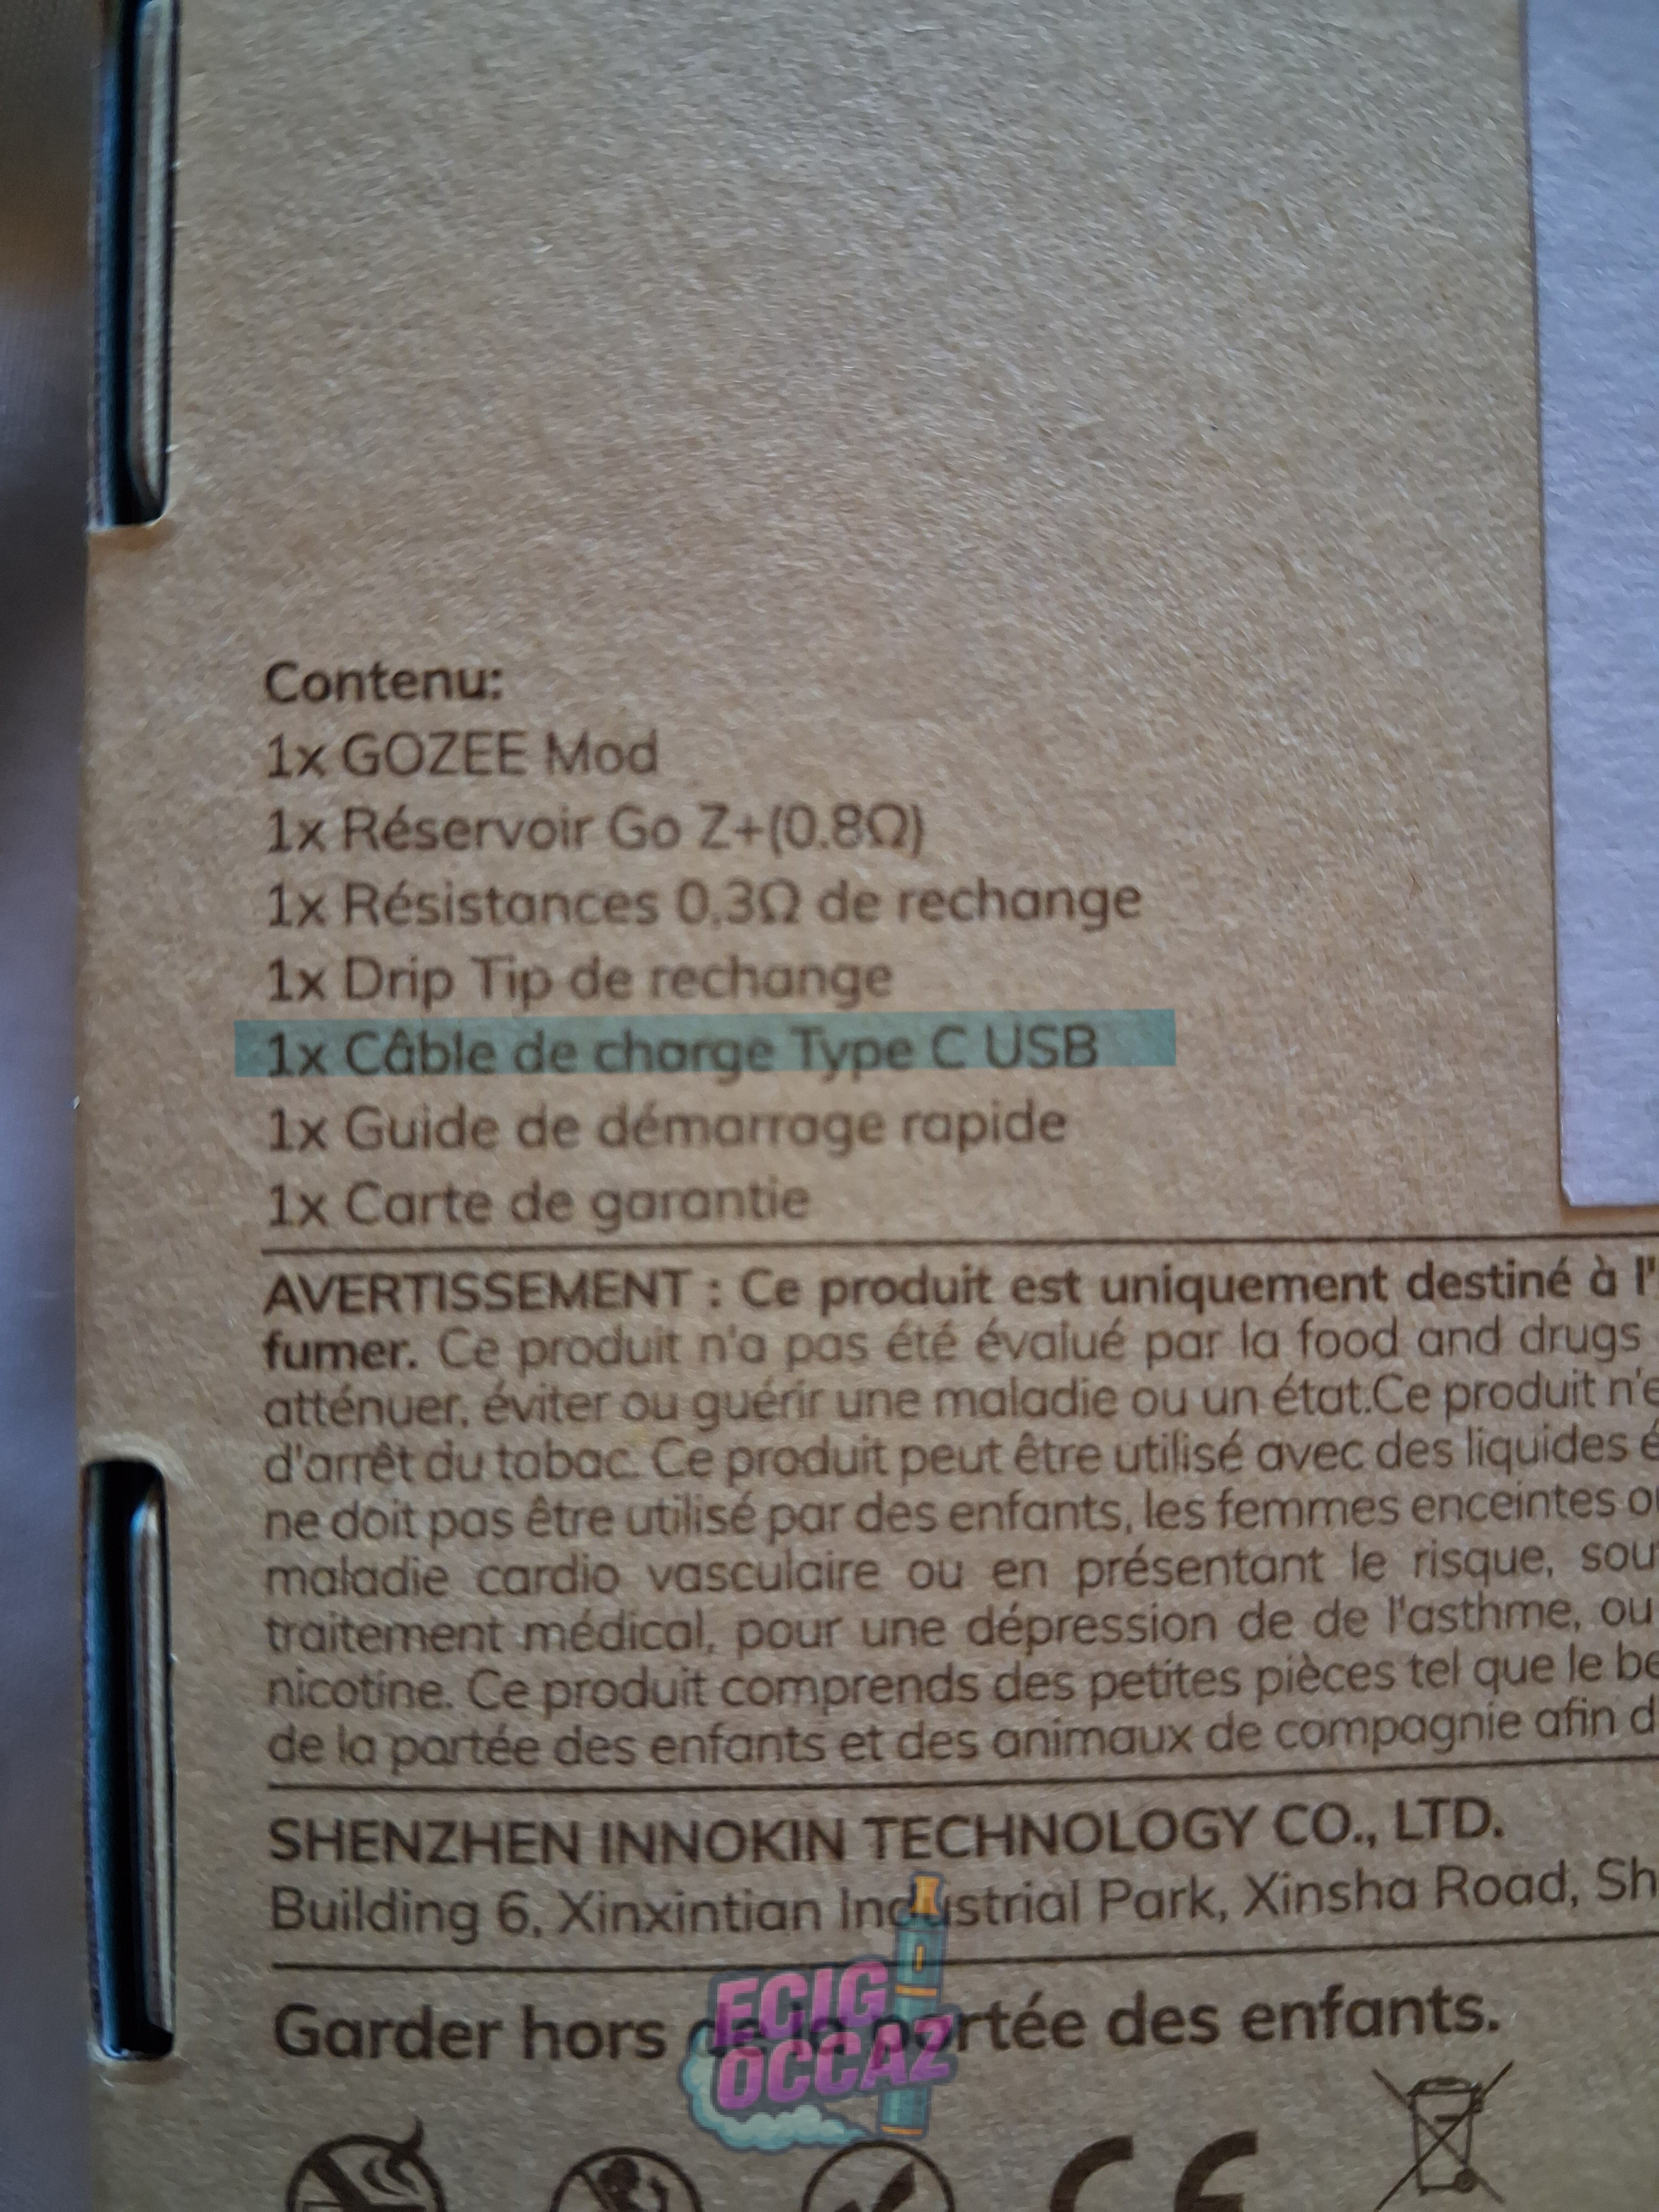 Contenu:
1x GOZEE Mod
1x Réservoir Go Z+(0.8Ω)
1x Résistances 0.3Ω de rechange
1x Drip Tip de rechange
1x Câble de charge Type C USB
1x Guide de démarrage rapide
1x Carte de garantie
AVERTISSEMENT : Ce produit est uniquement destiné à l'
fumer. Ce produit n'a pas été évalué par la food and drugs
atténuer, éviter ou guérir une maladie ou un état.Ce produit n'e
d'arrêt du tabac. Ce produit peut être utilisé avec des liquides é
ne doit pas être utilisé par des enfants, les femmes enceintes o
maladie cardio vasculaire ou en présentant le risque, sou
traitement médical, pour une dépression de de l'asthme, ou
nicotine. Ce produit comprends des petites pièces tel que le be
de la portée des enfants et des animaux de compagnie afin d
SHENZHEN INNOKIN TECHNOLOGY CO., LTD.
Building 6, Xinxintian Industrial Park, Xinsha Road, Sh
Garder hors de la portée des enfants.
ECIG
OCCAZ
CE